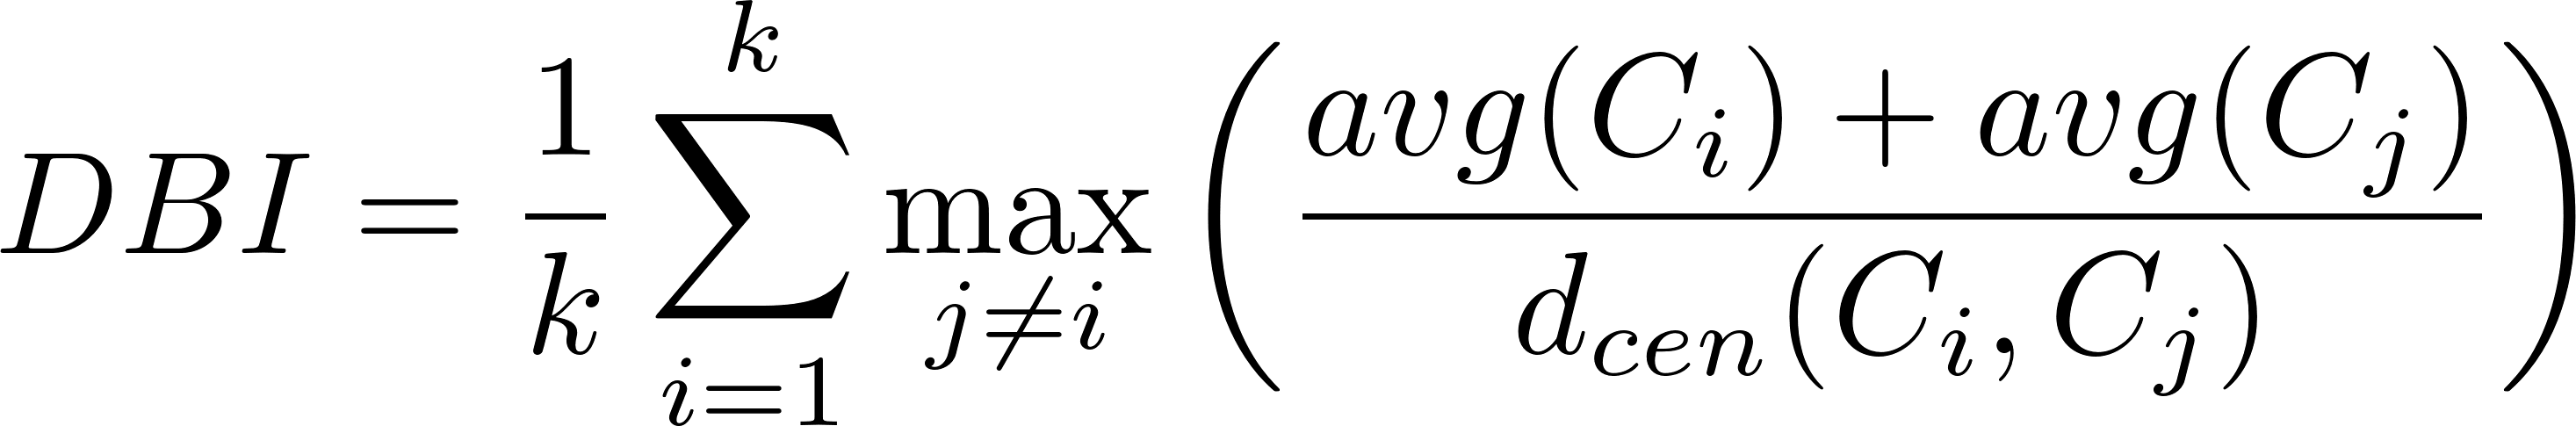 $DBI = \frac{1}{k} \sum_{i=1}^{k} \max_{j \neq i} \left( \frac{avg(C_i) + avg(C_j)}{d_{cen}(C_i, C_j)} \right)$